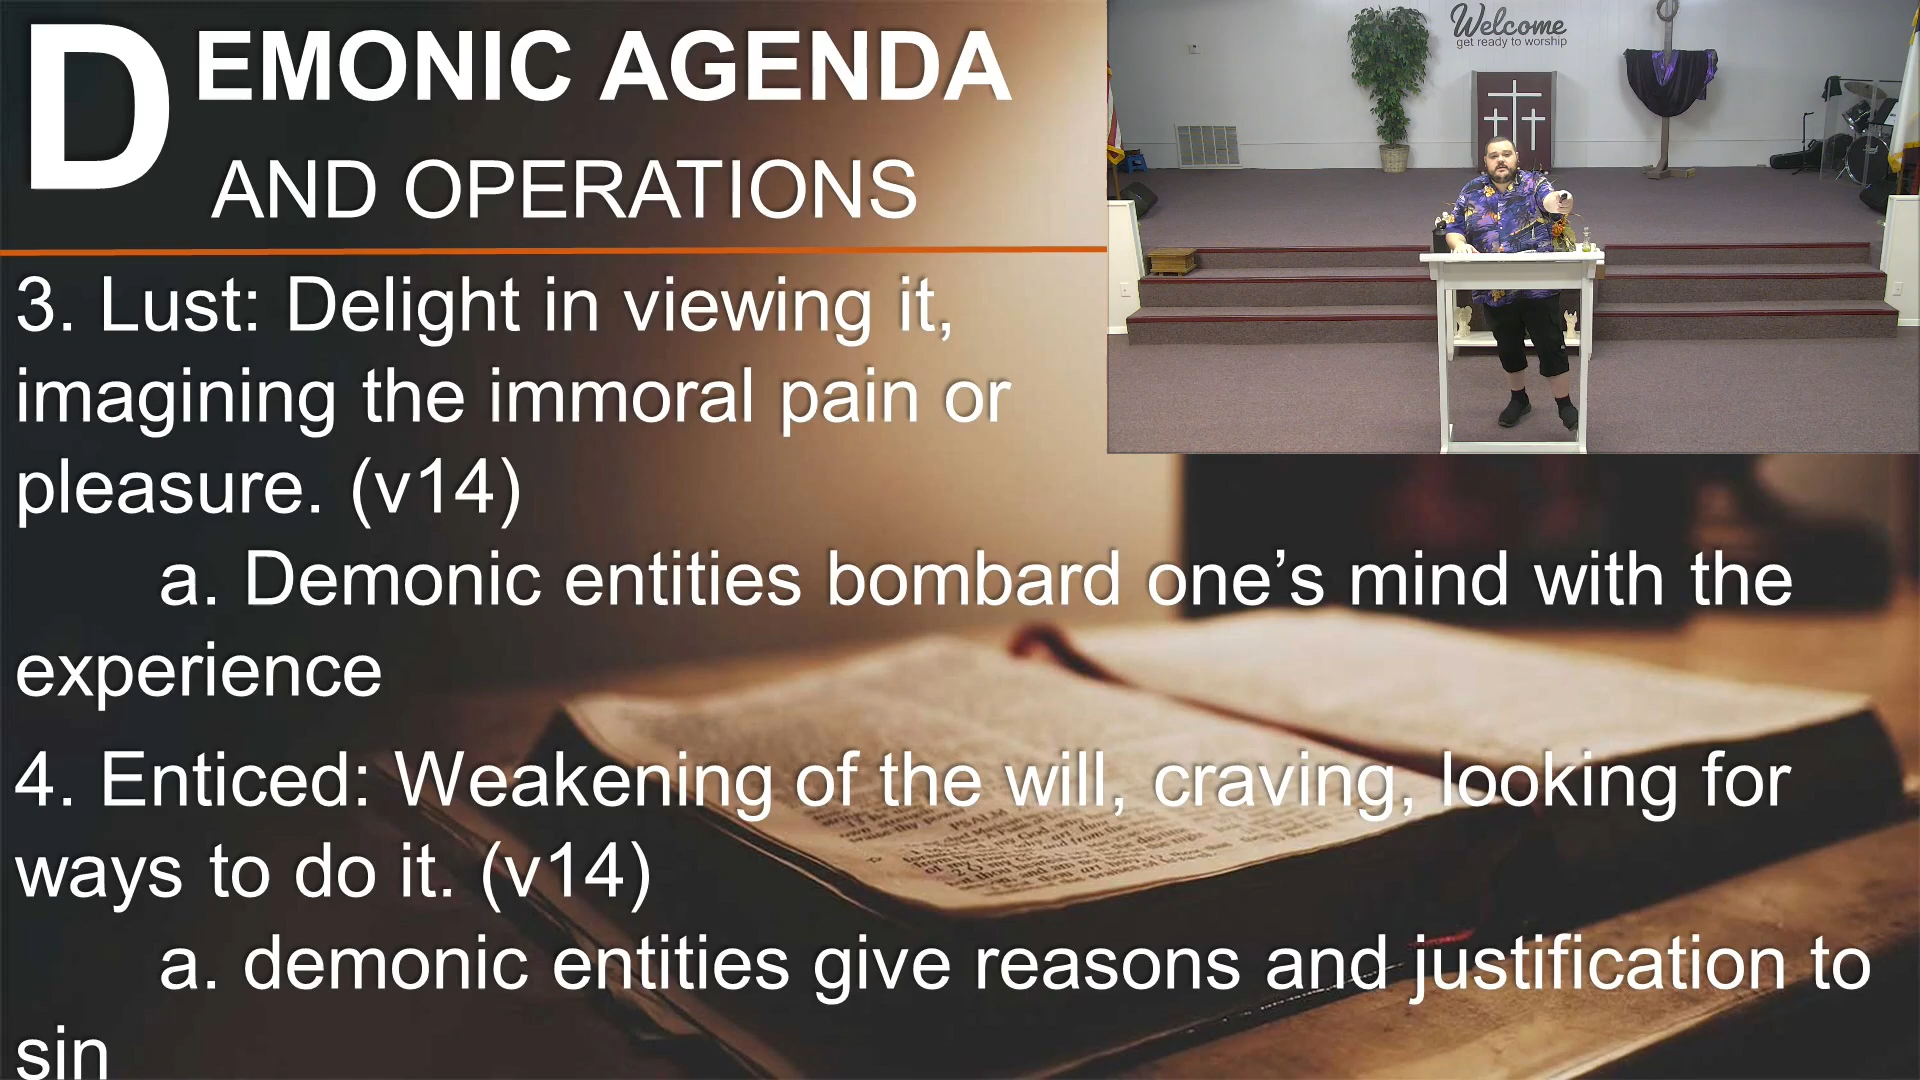 DEMONIC AGENDA
AND OPERATIONS
Welcome
get ready to worship
3. Lust: Delight in viewing it,
imagining the immoral pain or
pleasure. (v14)
a. Demonic entities bombard one’s mind with the
experience
4. Enticed: Weakening of the will, craving, looking for
ways to do it. (v14)
a. demonic entities give reasons and justification to
sin
PSALM